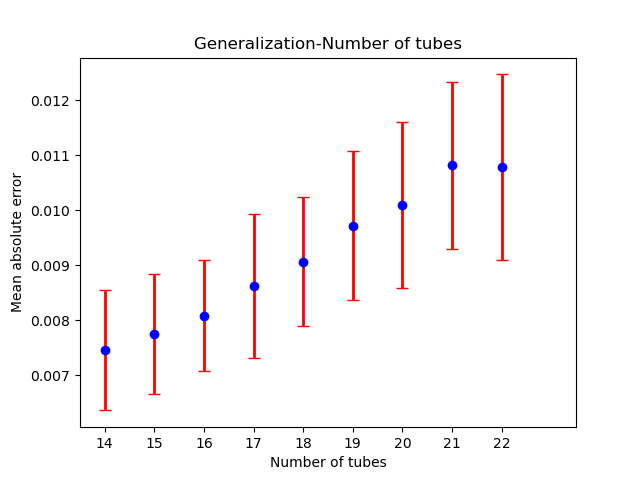 Generalization-Number of tubes
Mean absolute error
0.012
0.011
0.010
0.009
0.008
0.007
14 15 16 17 18 19 20 21 22
Number of tubes